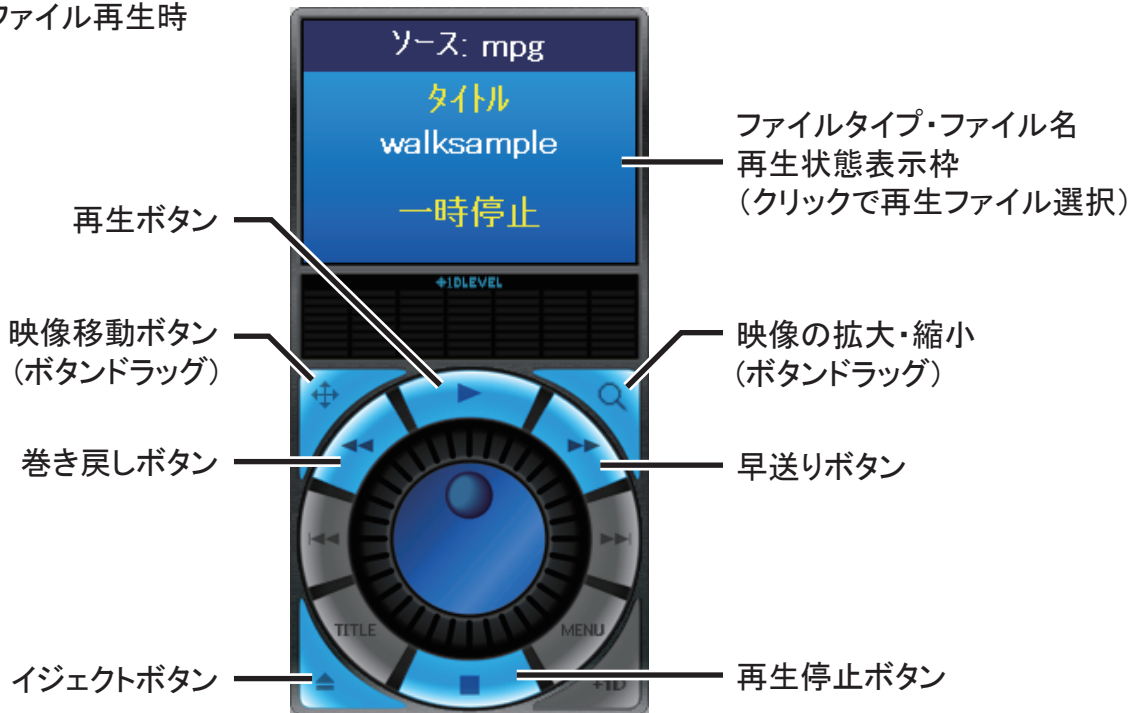 ファイル再生時
ソース: mpg
タイトル
walksample
一時停止
+1DLEVEL
ファイルタイプ・ファイル名
再生状態表示枠
（クリックで再生ファイル選択）
再生ボタン
映像移動ボタン
（ボタンドラッグ）
映像の拡大・縮小
（ボタンドラッグ）
巻き戻しボタン
早送りボタン
TITLE
MENU
イジェクトボタン
再生停止ボタン
+1D